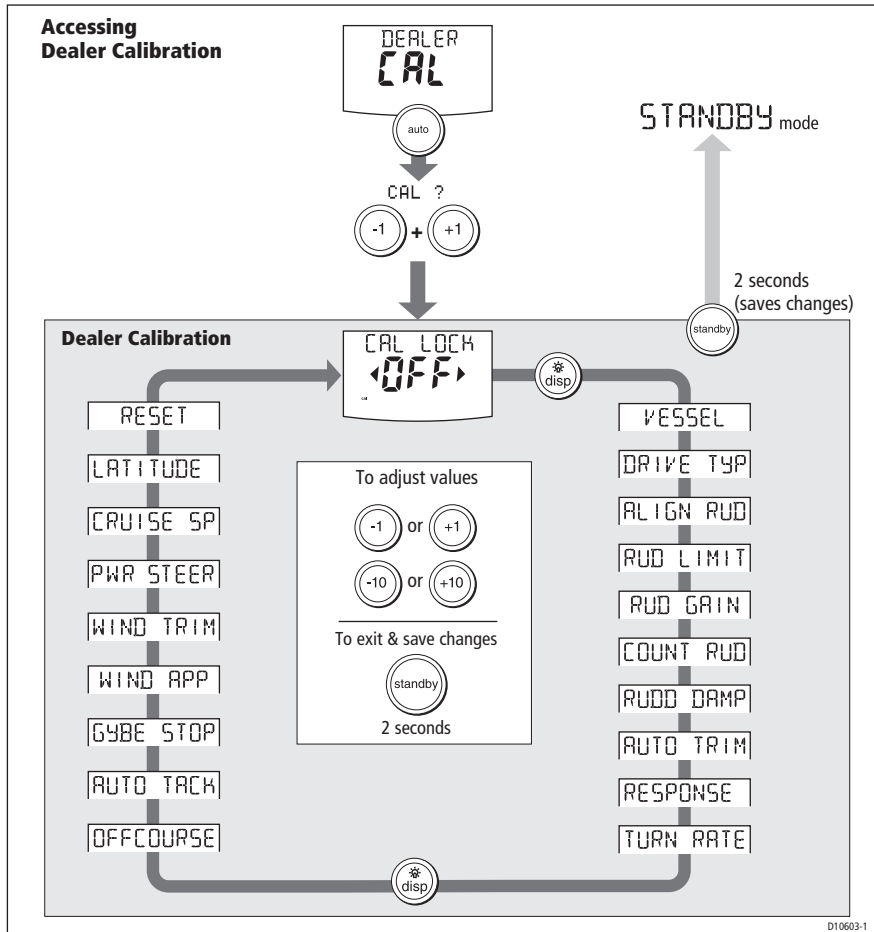 Accessing
Dealer Calibration
DEALER
CAL
auto
STANDBY mode
CAL ?
-1 + +1
2 seconds
(saves changes)
standby
Dealer Calibration
CAL LOCK
OFF
disp
RESET
LATITUDE
CRUISE SP
PWR STEER
WIND TRIM
WIND APP
GYBE STOP
AUTO TACK
OFFCOURSE
To adjust values
-1 or +1
-10 or +10
To exit & save changes
standby
2 seconds
VESSEL
DRIVE TYP
ALIGN RUD
RUD LIMIT
RUD GAIN
COUNT RUD
RUDD DAMP
AUTO TRIM
RESPONSE
TURN RATE
disp
D10603-1